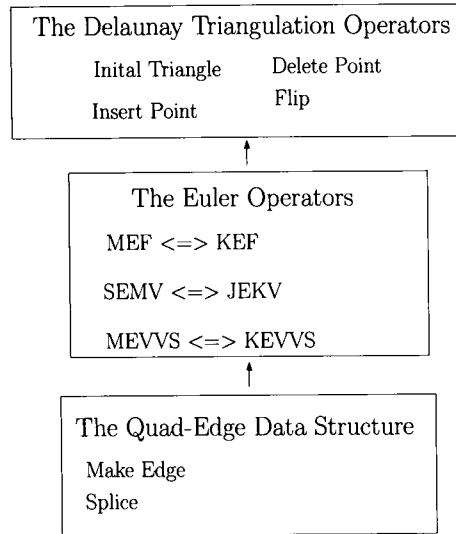 The Delaunay Triangulation Operators
Inital Triangle Delete Point
Insert Point Flip
The Euler Operators
MEF <=> KEF
SEMV <=> JEKV
MEVVS <=> KEVVS
The Quad-Edge Data Structure
Make Edge
Splice